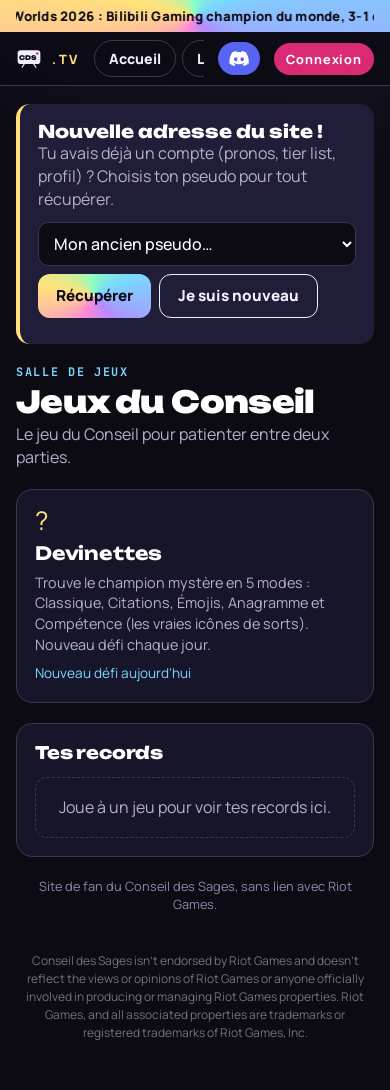 Worlds 2026 : Bilibili Gaming champion du monde, 3-1
CDS
.TV
Accueil
L
Connexion
Nouvelle adresse du site !
Tu avais déjà un compte (pronos, tier list,
profil) ? Choisis ton pseudo pour tout
récupérer.
Mon ancien pseudo…
Récupérer
Je suis nouveau
SALLE DE JEUX
Jeux du Conseil
Le jeu du Conseil pour patienter entre deux
parties.
?
Devinettes
Trouve le champion mystère en 5 modes :
Classique, Citations, Émojis, Anagramme et
Compétence (les vraies icônes de sorts).
Nouveau défi chaque jour.
Nouveau défi aujourd'hui
Tes records
Joue à un jeu pour voir tes records ici.
Site de fan du Conseil des Sages, sans lien avec Riot
Games.
Conseil des Sages isn't endorsed by Riot Games and doesn't
reflect the views or opinions of Riot Games or anyone officially
involved in producing or managing Riot Games properties. Riot
Games, and all associated properties are trademarks or
registered trademarks of Riot Games, Inc.